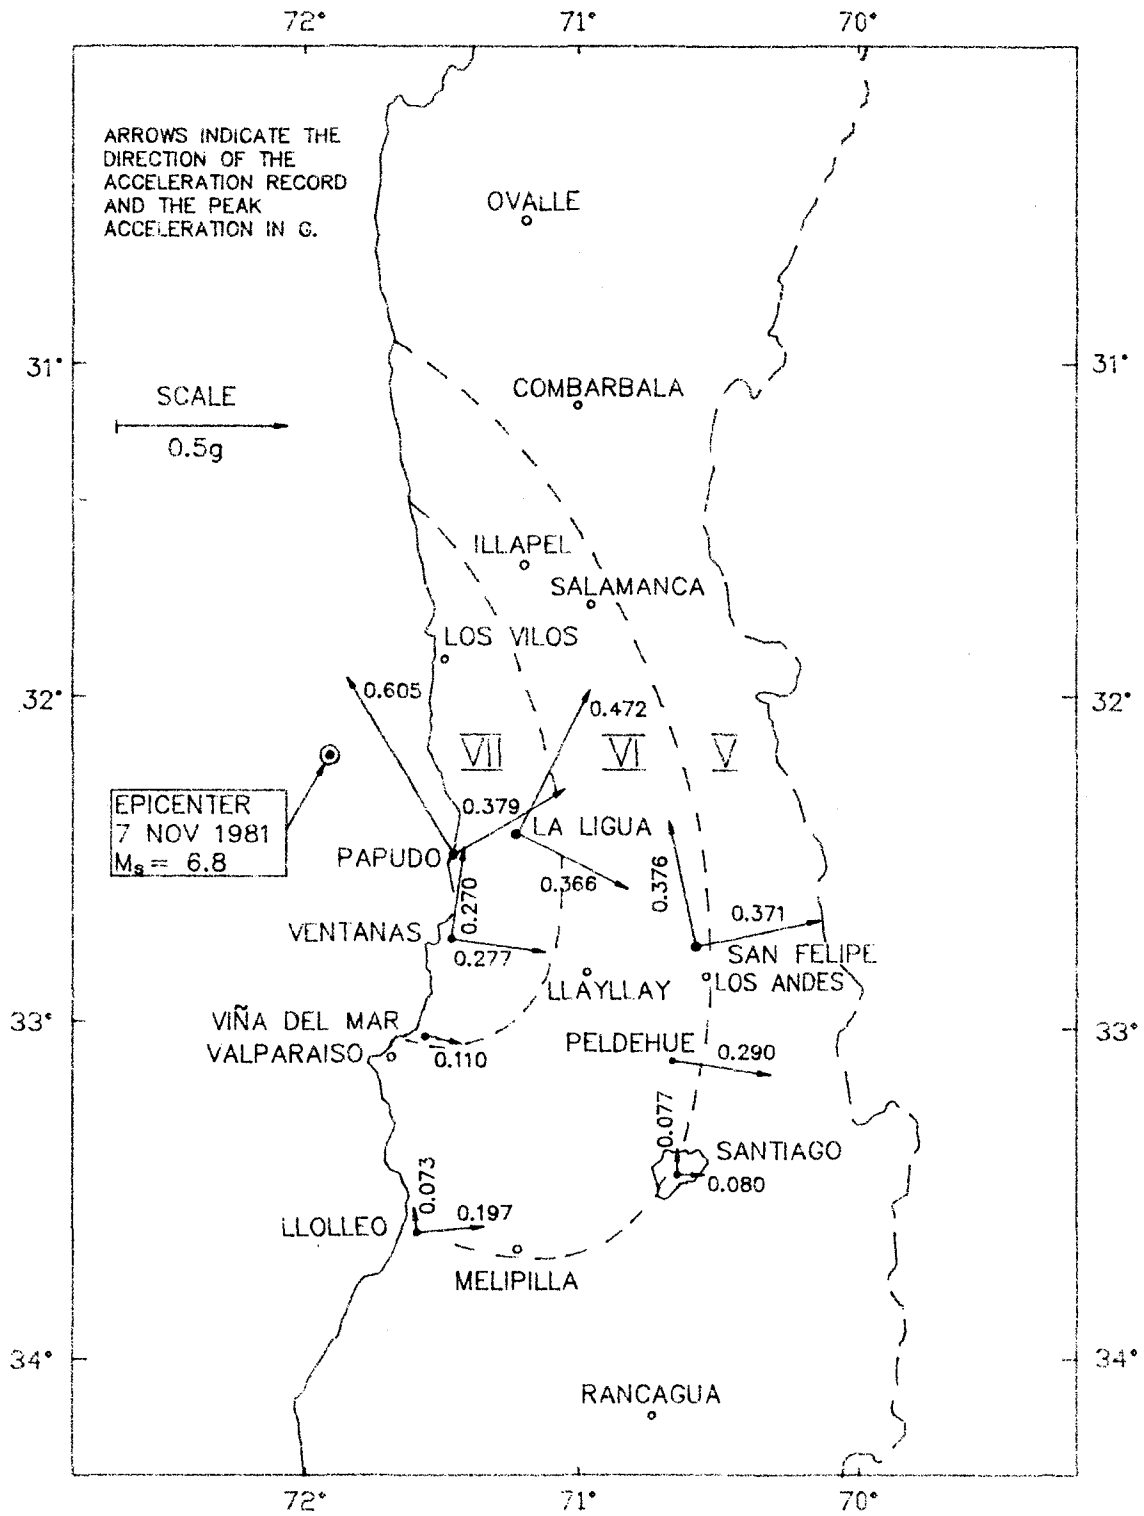 72° 71° 70°
ARROWS INDICATE THE
DIRECTION OF THE
ACCELERATION RECORD
AND THE PEAK
ACCELERATION IN G.
OVALLE
31° 31°
COMBARBALA
SCALE
0.5g
ILLAPEL
SALAMANCA
LOS VILOS
0.605
32° 32°
0.472
VII VI V
EPICENTER
7 NOV 1981
Ms = 6.8
0.379
LA LIGUA
PAPUDO
0.366
0.376
0.270
0.371
VENTANAS
0.277
SAN FELIPE
LLAYLLAY
LOS ANDES
33° 33°
VIÑA DEL MAR
VALPARAISO
0.110
PELDEHUE
0.290
0.077
SANTIAGO
0.080
0.073
0.197
LLOLLEO
MELIPILLA
34° 34°
RANCAGUA
72° 71° 70°